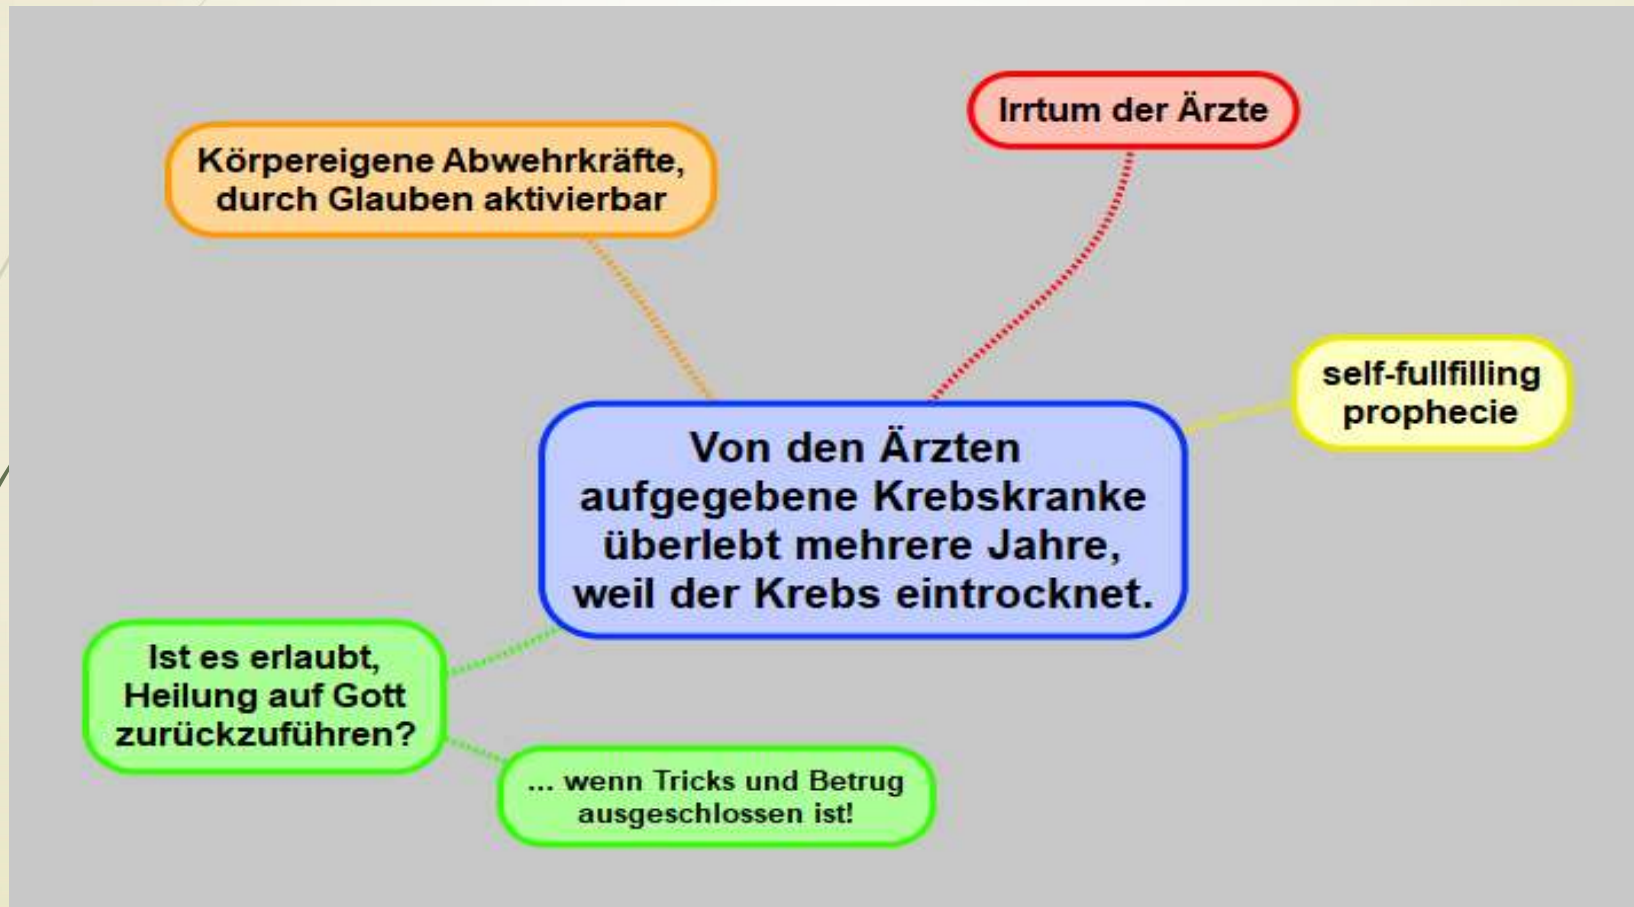 Irrtum der Ärzte
Körpereigene Abwehrkräfte,
durch Glauben aktivierbar
self-fullfilling
prophecie
Von den Ärzten
aufgegebene Krebskranke
überlebt mehrere Jahre,
weil der Krebs eintrocknet.
Ist es erlaubt,
Heilung auf Gott
zurückzuführen?
... wenn Tricks und Betrug
ausgeschlossen ist!